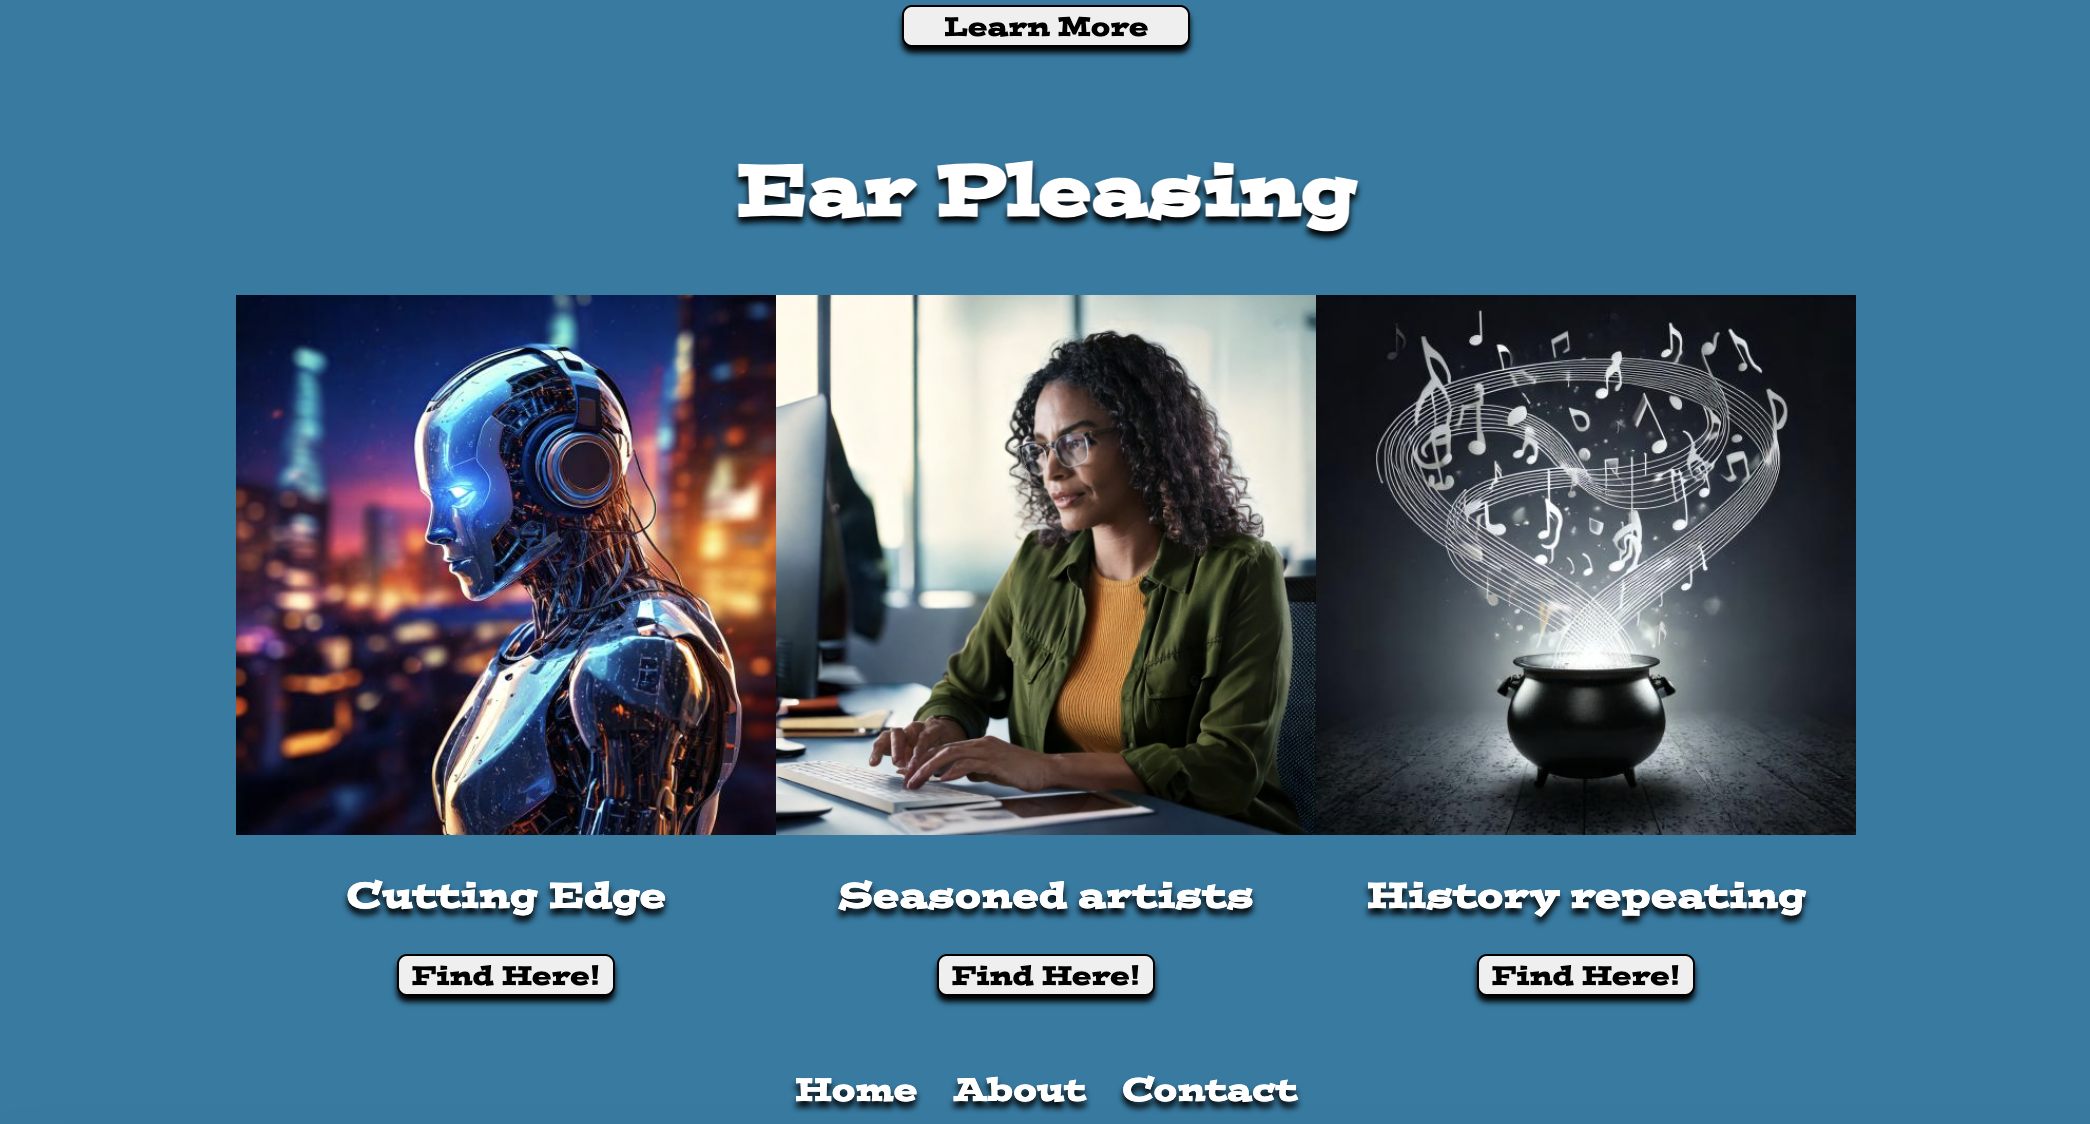 Learn More
Ear Pleasing
Cutting Edge
Seasoned artists
History repeating
Find Here!
Find Here!
Find Here!
Home About Contact